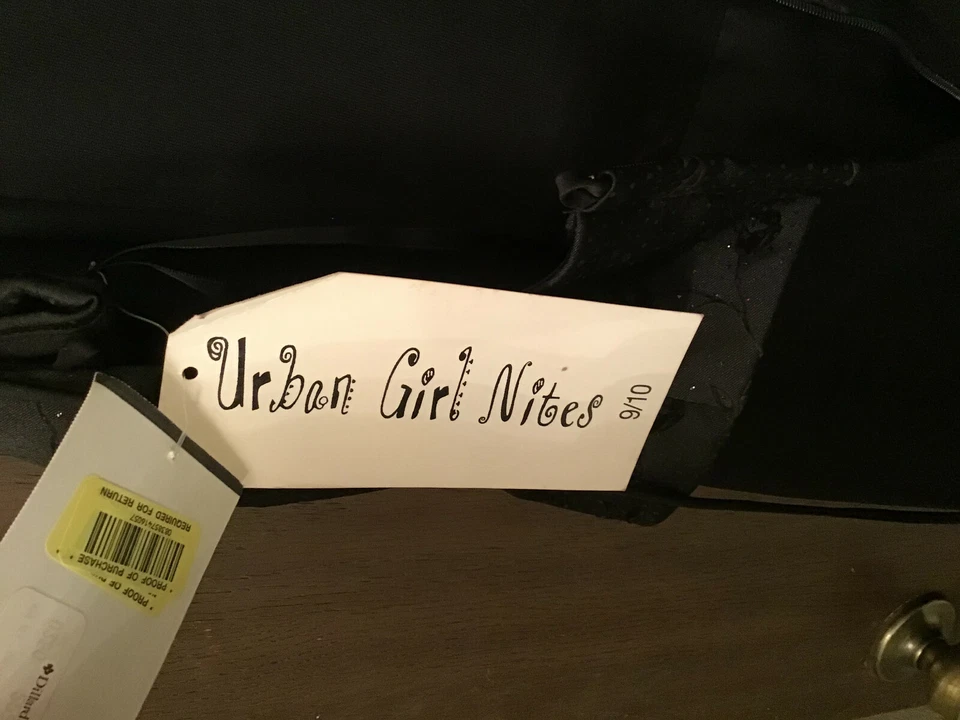 Urban Girl Nites
9/10
REQUIRED FOR RETURN
* PROOF OF PURCHASE *
Dillard